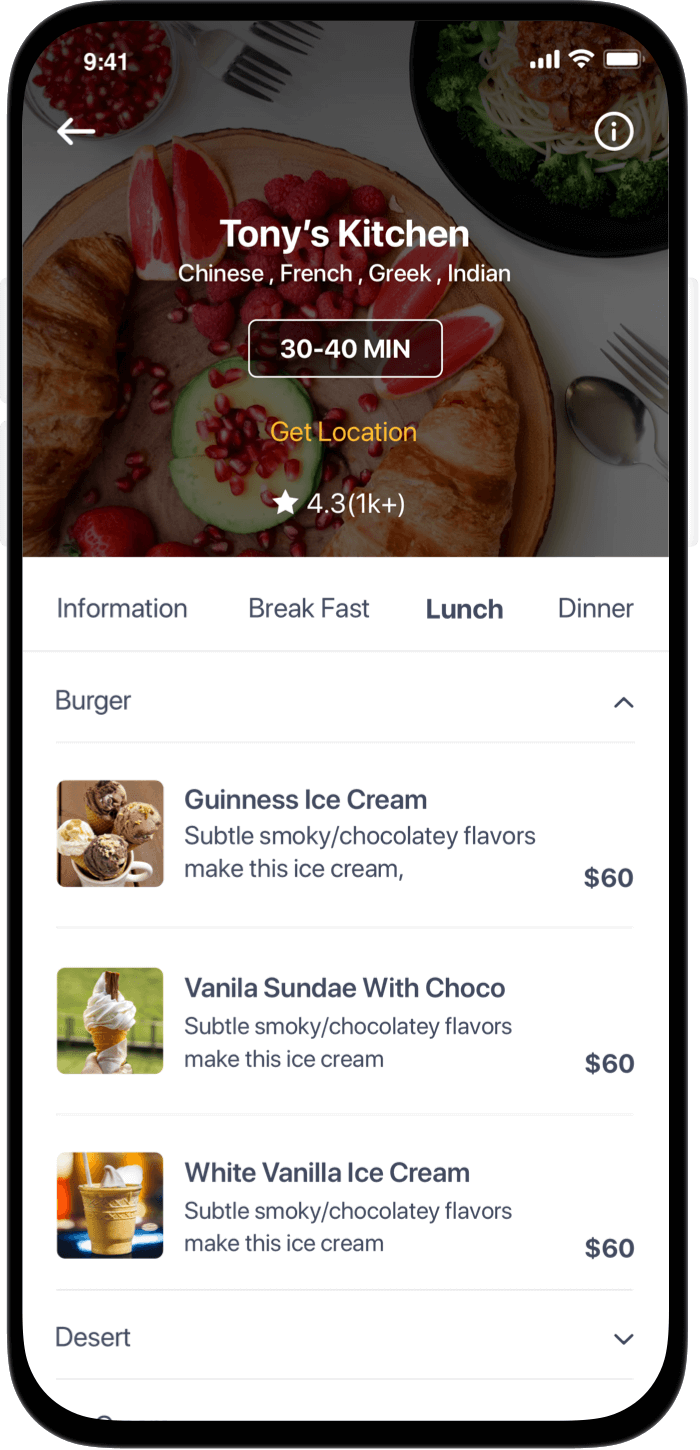 9:41
Tony’s Kitchen
Chinese , French , Greek , Indian
30-40 MIN
Get Location
4.3(1k+)
Information Break Fast Lunch Dinner
Burger
Guinness Ice Cream
Subtle smoky/chocolatey flavors
make this ice cream,
$60
Vanila Sundae With Choco
Subtle smoky/chocolatey flavors
make this ice cream
$60
White Vanilla Ice Cream
Subtle smoky/chocolatey flavors
make this ice cream
$60
Desert